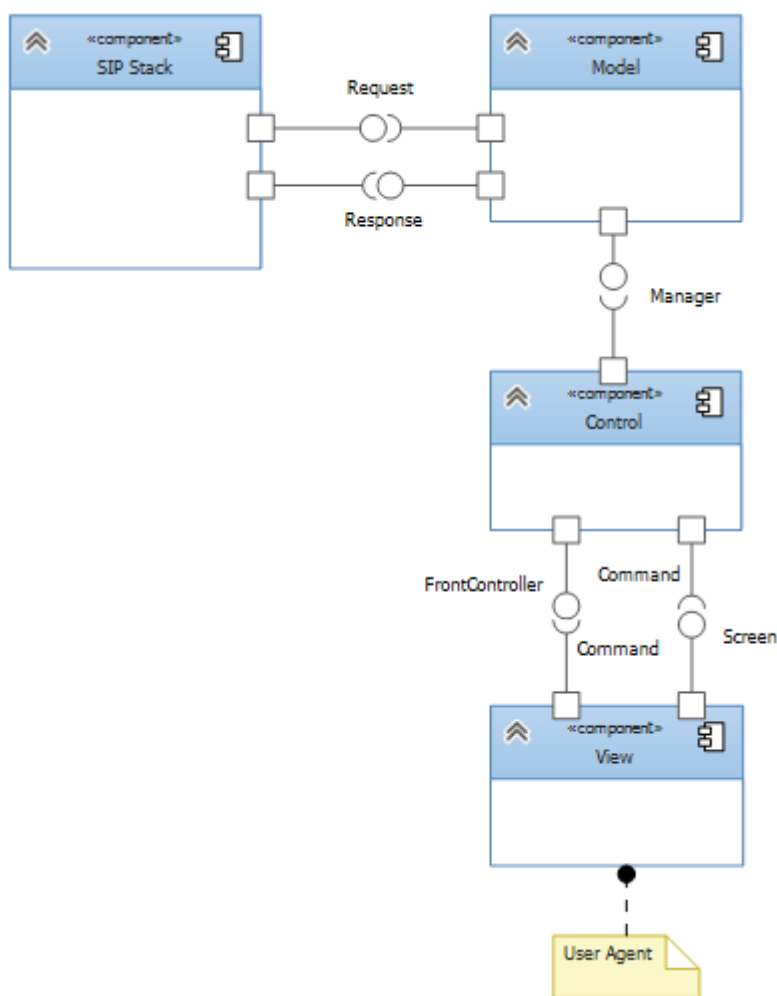 «component»
SIP Stack
«component»
Model
Request
Response
Manager
«component»
Control
FrontController
Command
Command
Screen
«component»
View
User Agent